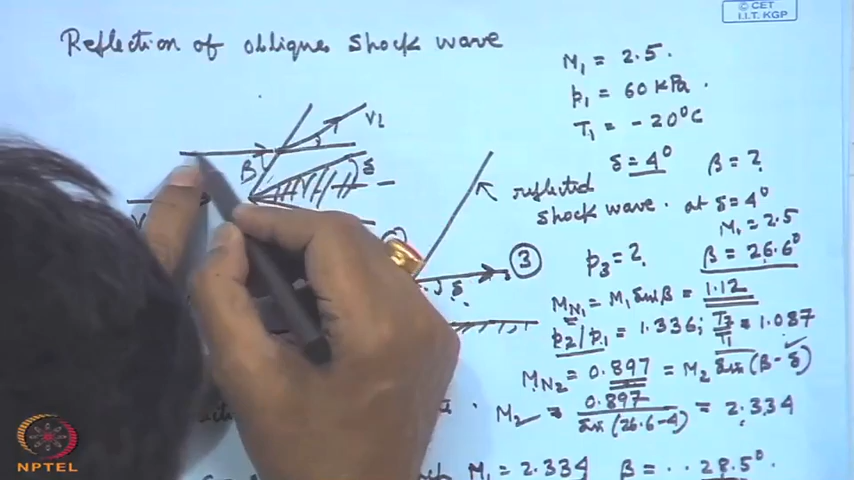 © CET
I.I.T. KGP
Reflection of oblique shock wave
M₁ = 2.5.
p₁ = 60 kPa.
T₁ = -20°C
δ = 4° β = ?
V₂
β
δ
reflected
shock wave. at δ = 4°
M₁ = 2.5
β = 26.6°
3
p₃ = ?
δ
M_N₁ = M₁ sin β = 1.12
p₂/p₁ = 1.336; T₂/T₁ = 1.087
M_N₂ = 0.897 = M₂ sin(β-δ)
M₂ = 0.897/sin(26.6-4) = 2.334
M₁ = 2.334 β = .. 28.5°
NPTEL